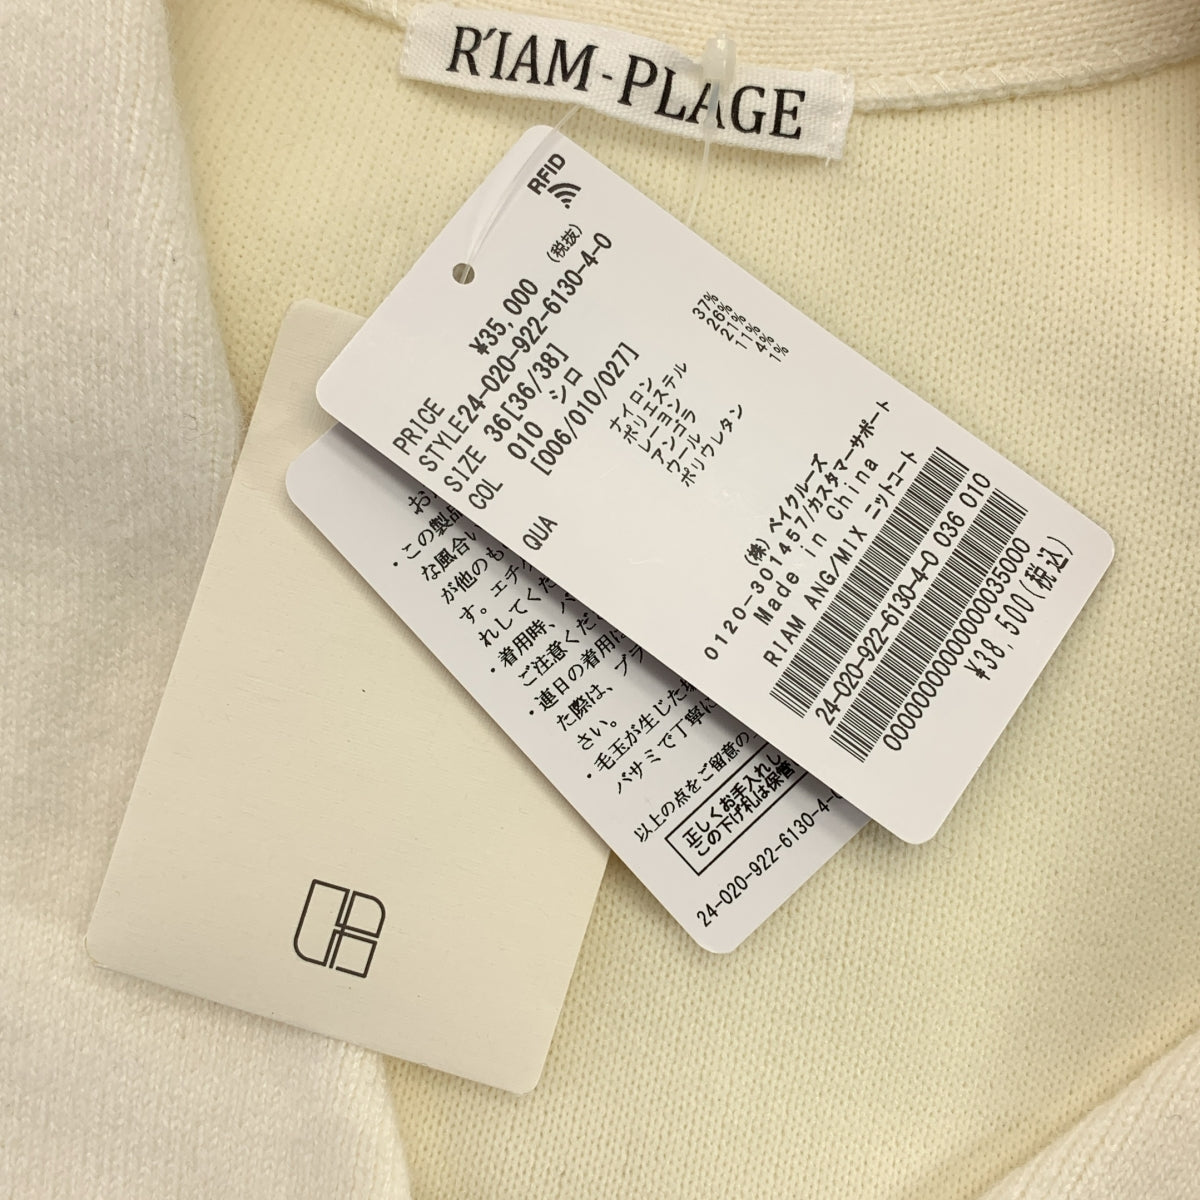 R'IAM-PLAGE
RFID
PRICE ¥35,000 (税抜)
STYLE24-020-922-6130-4-0
SIZE 36[36/38]
COL 010 シロ
[006/010/027]
QUA ナイロン 37%
ポリエステル 26%
レーヨン 21%
アンゴラ 11%
ウール 4%
ポリウレタン 1%
(株)ベイクルーズ
0120-301457/カスタマーサポート
Made in China
RIAM ANG/MIX ニットコート
24-020-922-6130-4-0 036 010
0000000000000000035000
¥38,500(税込)
・この製品
な風合い
が他のも
す。エチケ
れしてくだ
・着用時、バ
ご注意くだ
・連日の着用は
た際は、ブラ
さい。
・毛玉が生じた場
バサミで丁寧に
以上の点をご留意の
正しくお手入れし
この下げ札は保管
24-020-922-6130-4-0